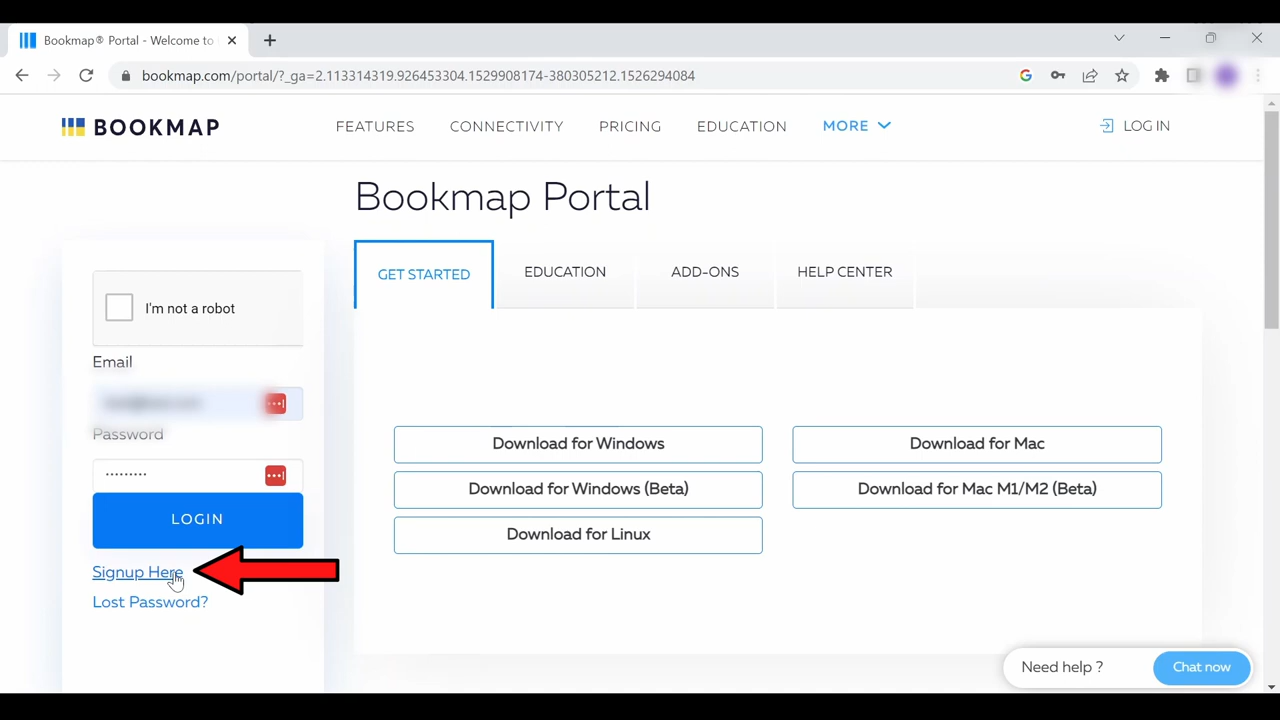 Bookmap® Portal - Welcome to
bookmap.com/portal/?_ga=2.113314319.926453304.1529908174-380305212.1526294084
BOOKMAP
FEATURES
CONNECTIVITY
PRICING
EDUCATION
MORE
LOG IN
Bookmap Portal
GET STARTED
EDUCATION
ADD-ONS
HELP CENTER
I'm not a robot
Email
Password
LOGIN
Signup Here
Lost Password?
Download for Windows
Download for Mac
Download for Windows (Beta)
Download for Mac M1/M2 (Beta)
Download for Linux
Need help ?
Chat now